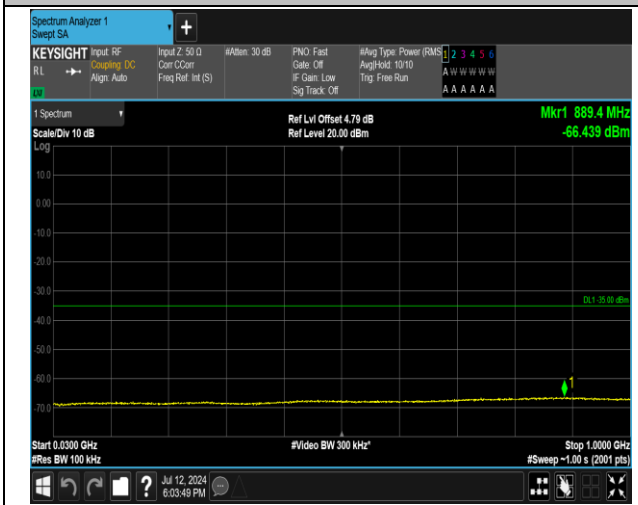 Spectrum Analyzer 1
Swept SA
+
KEYSIGHT Input: RF Input Z: 50 Ω #Atten: 30 dB PNO: Fast #Avg Type: Power (RMS 1 2 3 4 5 6
RL Coupling: DC Corr CCorr Gate: Off Avg|Hold: 10/10 A W W W W W
Align: Auto Freq Ref: Int (S) IF Gain: Low Trig: Free Run
Sig Track: Off A A A A A A
1 Spectrum Ref Lvl Offset 4.79 dB Mkr1 889.4 MHz
Scale/Div 10 dB Ref Level 20.00 dBm -66.439 dBm
Log
10.0
0.00
-10.0
-20.0
-30.0
DL1 -35.00 dBm
-40.0
-50.0
-60.0
1
-70.0
Start 0.0300 GHz #Video BW 300 kHz* Stop 1.0000 GHz
#Res BW 100 kHz #Sweep ~1.00 s (2001 pts)
? Jul 12, 2024
6:03:49 PM